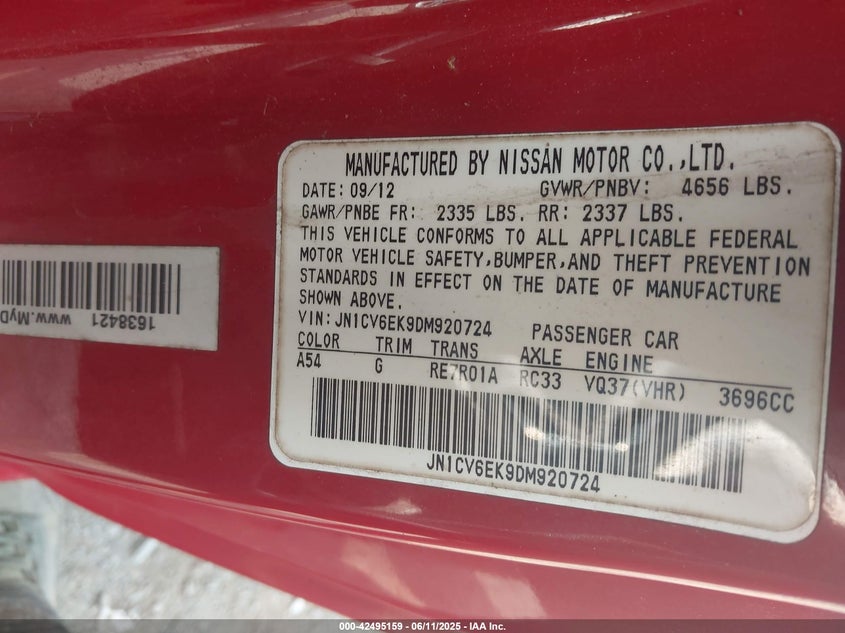 MANUFACTURED BY NISSAN MOTOR CO.,LTD.
DATE: 09/12 GVWR/PNBV: 4656 LBS.
GAWR/PNBE FR: 2335 LBS. RR: 2337 LBS.
THIS VEHICLE CONFORMS TO ALL APPLICABLE FEDERAL
MOTOR VEHICLE SAFETY,BUMPER,AND THEFT PREVENTION
STANDARDS IN EFFECT ON THE DATE OF MANUFACTURE
SHOWN ABOVE.
VIN:JN1CV6EK9DM920724 PASSENGER CAR
COLOR TRIM TRANS AXLE ENGINE
A54 G RE7R01A RC33 VQ37(VHR) 3696CC
JN1CV6EK9DM920724
1638421
www.MyD
000-42495159 - 06/11/2025 - IAA Inc.